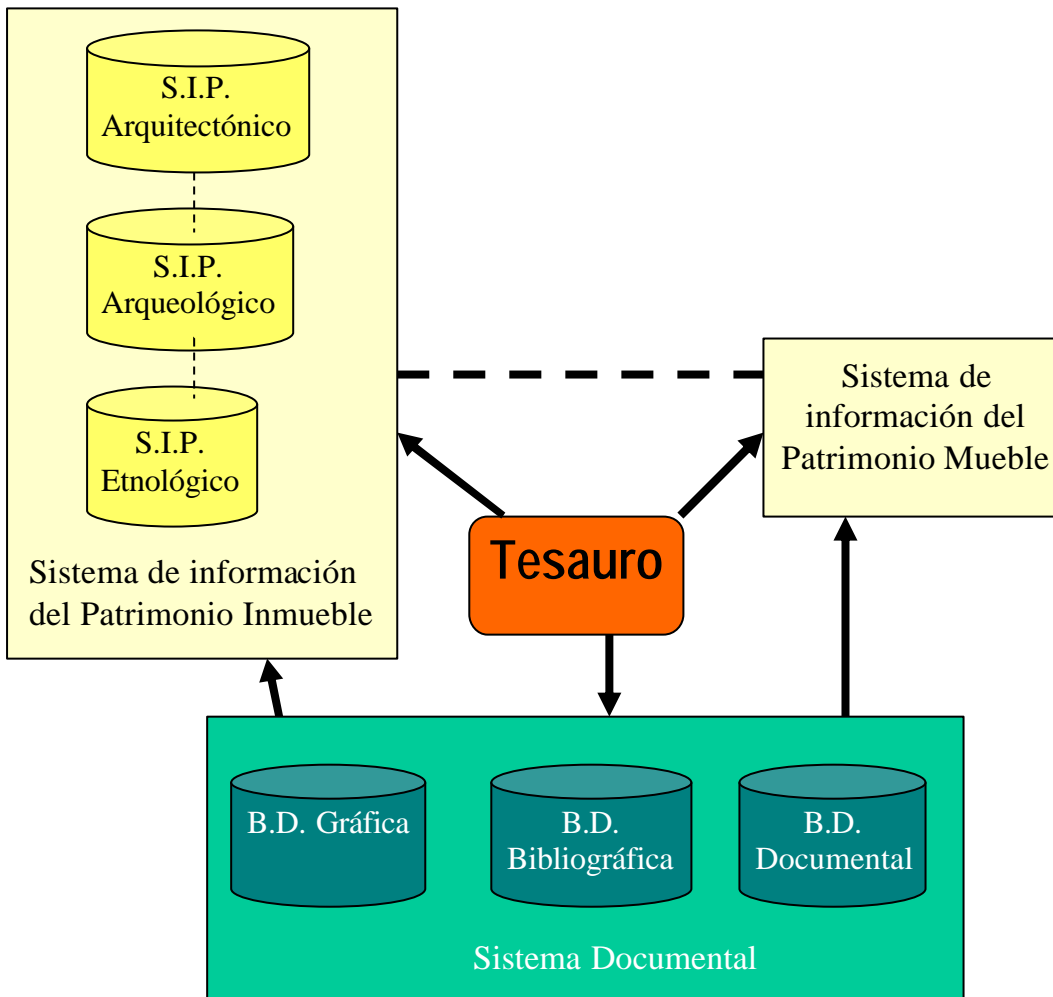 S.I.P.
Arquitectónico
S.I.P.
Arqueológico
S.I.P.
Etnológico
Sistema de información
del Patrimonio Inmueble
Sistema de
información del
Patrimonio Mueble
Tesauro
B.D. Gráfica
B.D.
Bibliográfica
B.D.
Documental
Sistema Documental